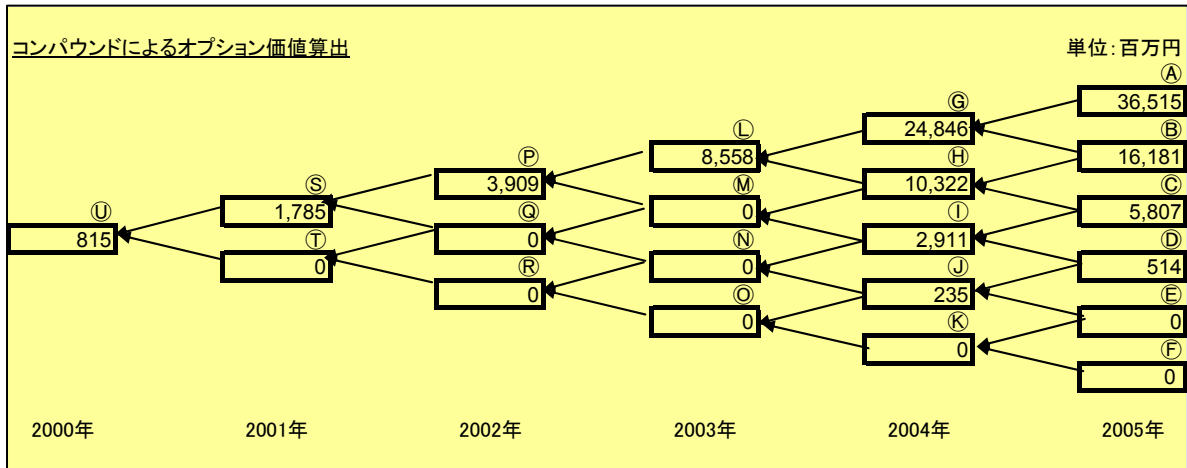 コンパウンドによるオプション価値算出 単位:百万円
Ⓐ
Ⓖ 36,515
Ⓛ 24,846 Ⓑ
Ⓟ 8,558 Ⓗ 16,181
Ⓢ 3,909 Ⓜ 10,322 Ⓒ
Ⓤ 1,785 Ⓠ 0 Ⓘ 5,807
815 Ⓣ 0 Ⓝ 2,911 Ⓓ
0 Ⓡ 0 Ⓙ 514
0 Ⓞ 235 Ⓔ
0 Ⓚ 0
0 Ⓕ
0
2000年 2001年 2002年 2003年 2004年 2005年